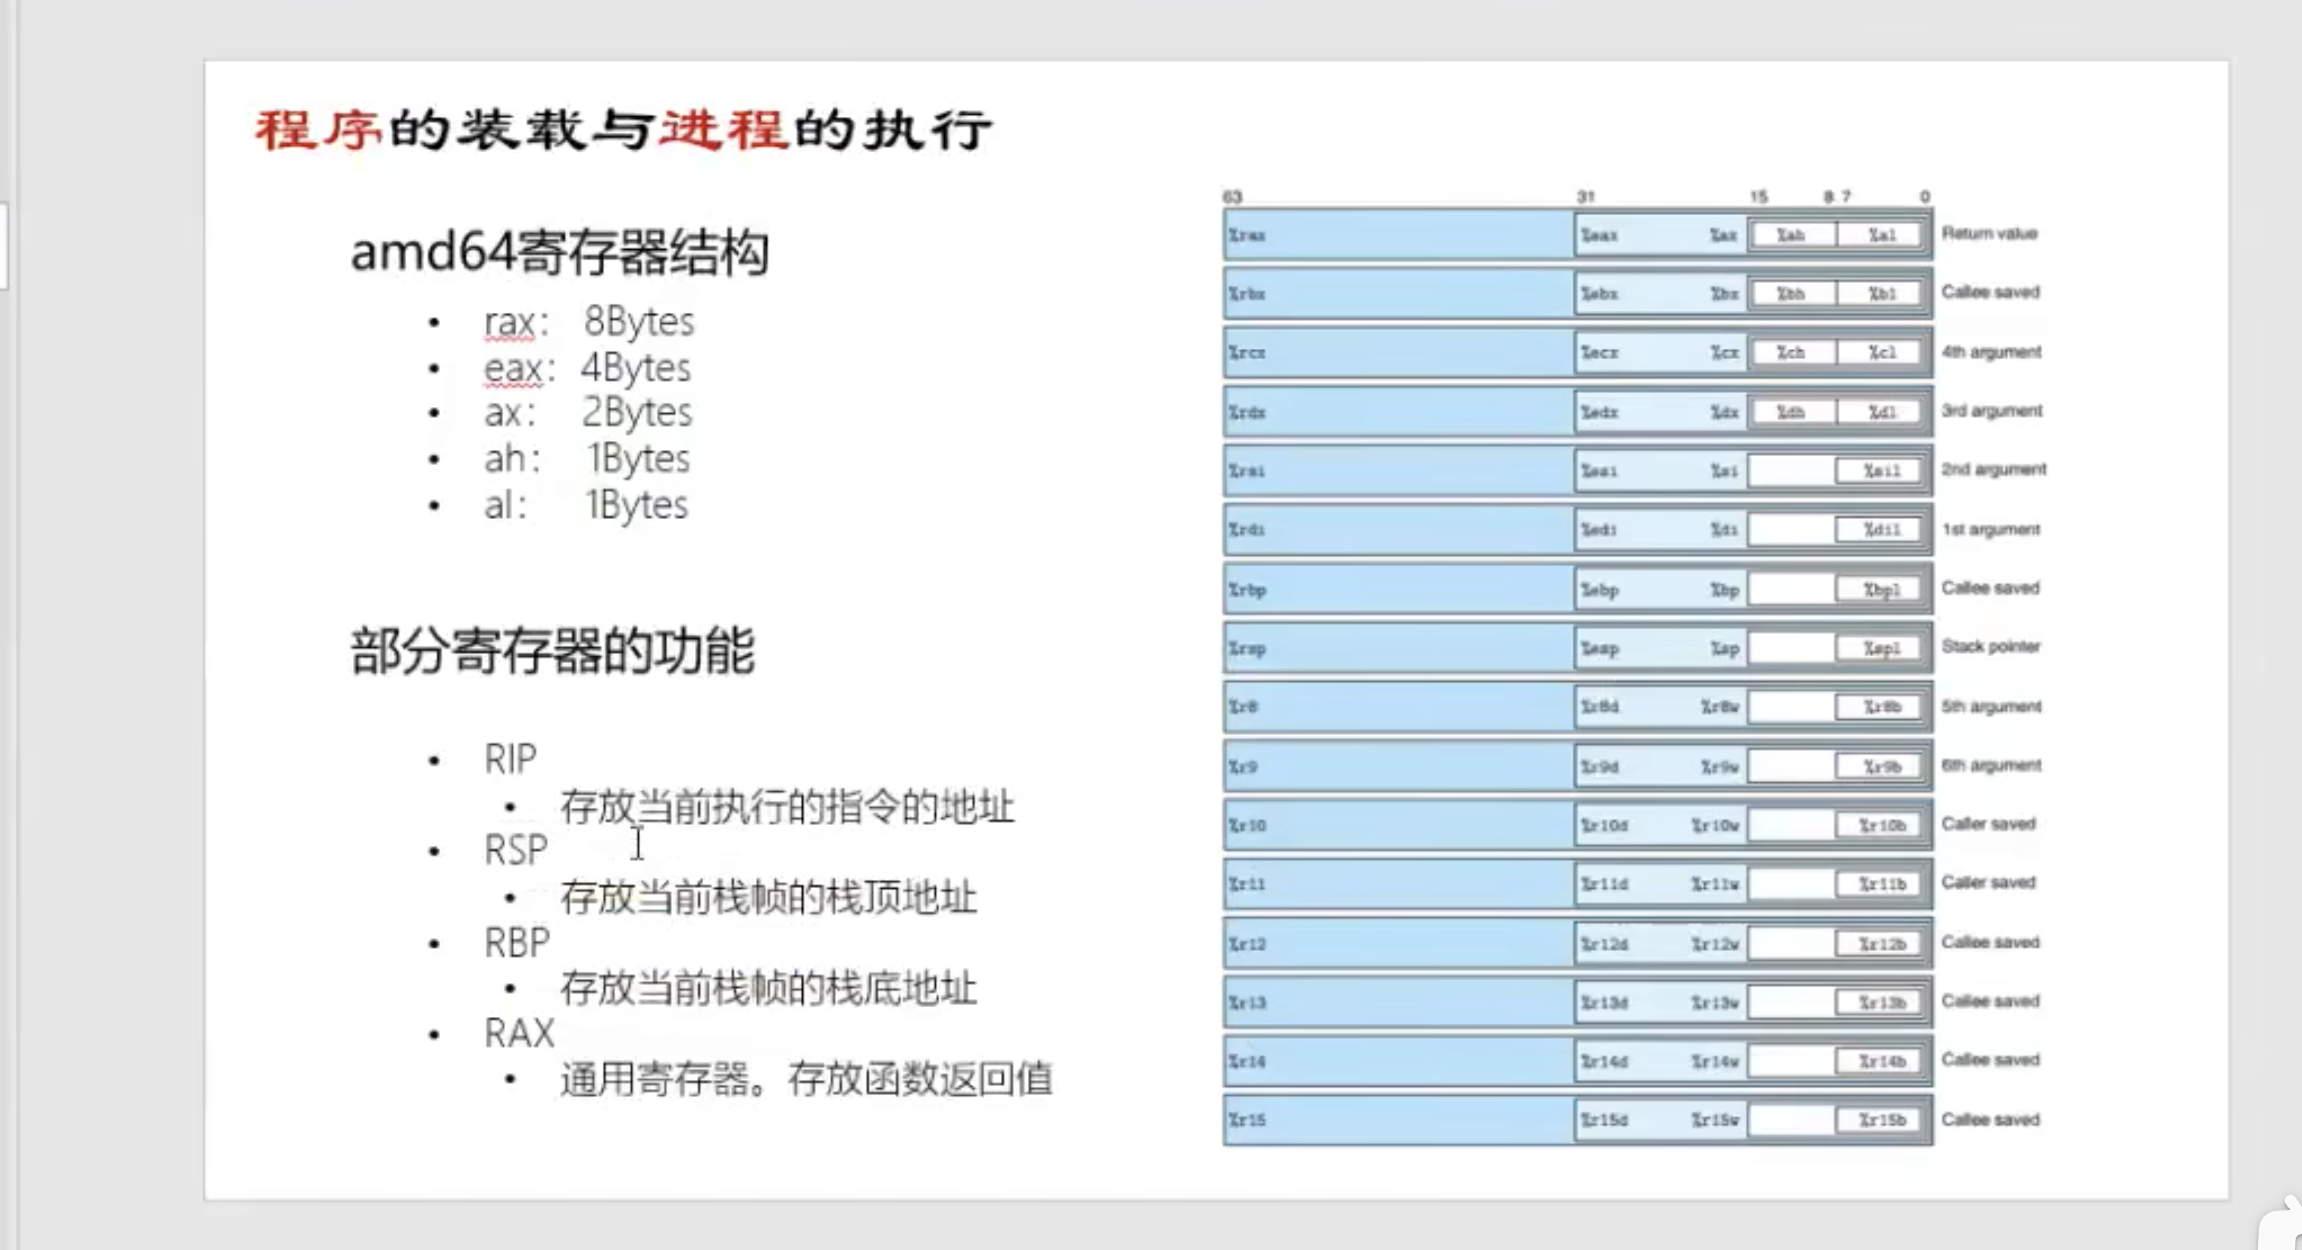 程序的装载与进程的执行
amd64寄存器结构
• rax: 8Bytes
• eax: 4Bytes
• ax: 2Bytes
• ah: 1Bytes
• al: 1Bytes
部分寄存器的功能
• RIP
• 存放当前执行的指令的地址
• RSP
• 存放当前栈帧的栈顶地址
• RBP
• 存放当前栈帧的栈底地址
• RAX
• 通用寄存器。存放函数返回值
63 31 15 8 7 0
%rax %eax %ax %ah %al Return value
%rbx %ebx %bx %bh %bl Callee saved
%rcx %ecx %cx %ch %cl 4th argument
%rdx %edx %dx %dh %dl 3rd argument
%rsi %esi %si %sil 2nd argument
%rdi %edi %di %dil 1st argument
%rbp %ebp %bp %bpl Callee saved
%rsp %esp %sp %spl Stack pointer
%r8 %r8d %r8w %r8b 5th argument
%r9 %r9d %r9w %r9b 6th argument
%r10 %r10d %r10w %r10b Caller saved
%r11 %r11d %r11w %r11b Caller saved
%r12 %r12d %r12w %r12b Callee saved
%r13 %r13d %r13w %r13b Callee saved
%r14 %r14d %r14w %r14b Callee saved
%r15 %r15d %r15w %r15b Callee saved